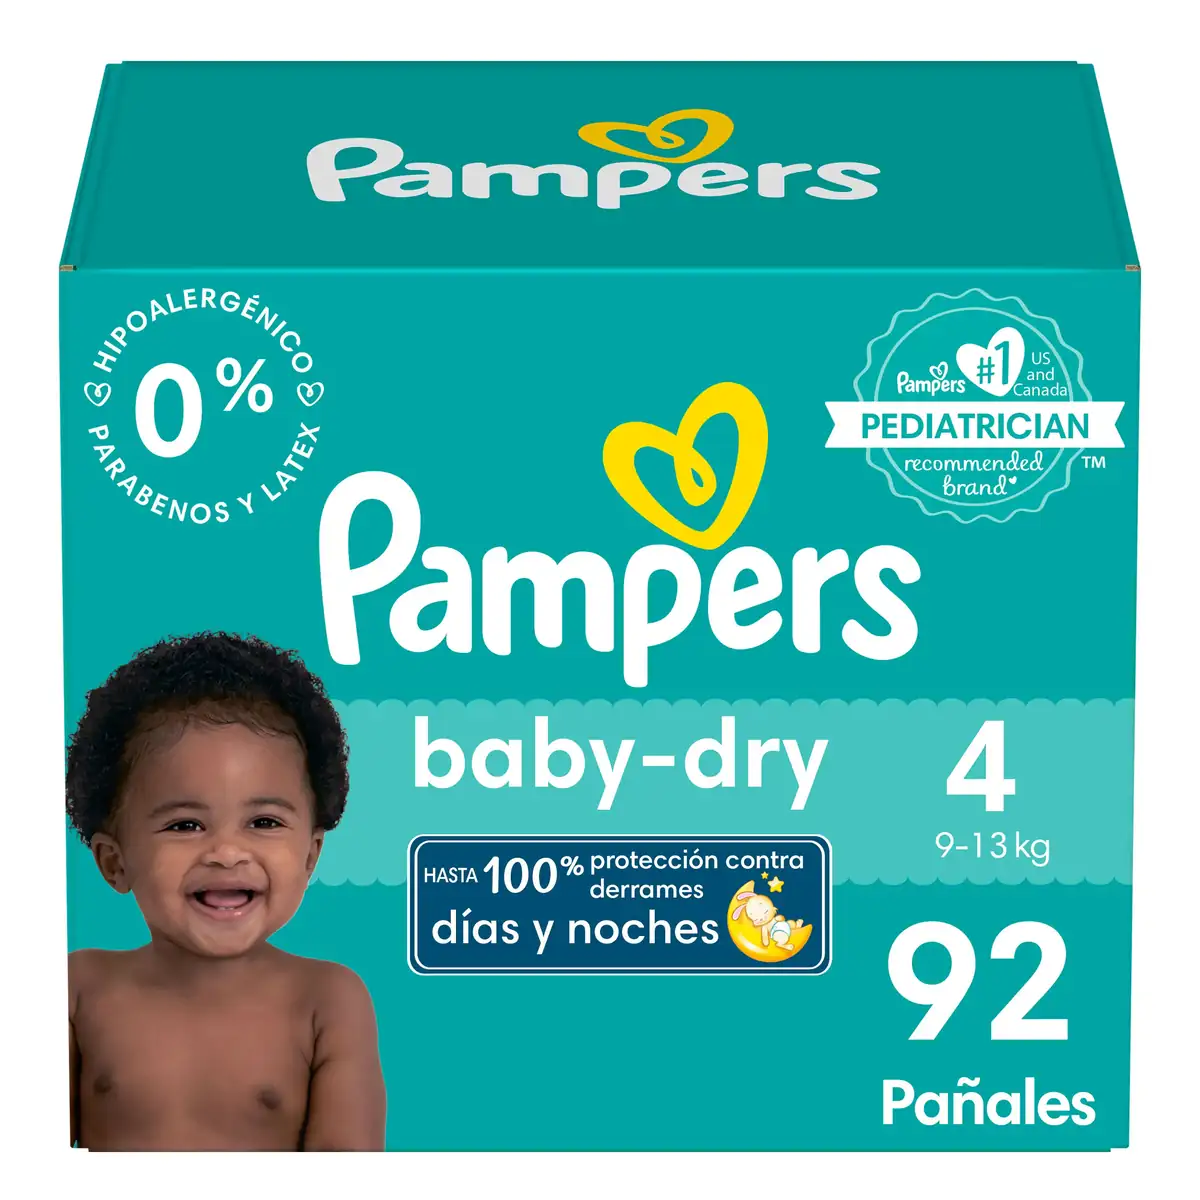 Pampers
HIPOALERGÉNICO
0%
PARABENOS Y LATEX
Pampers #1 US
and
Canada
PEDIATRICIAN
recommended
brand
TM
Pampers
baby-dry
4
9-13 kg
HASTA 100% protección contra
derrames
días y noches
92
Pañales